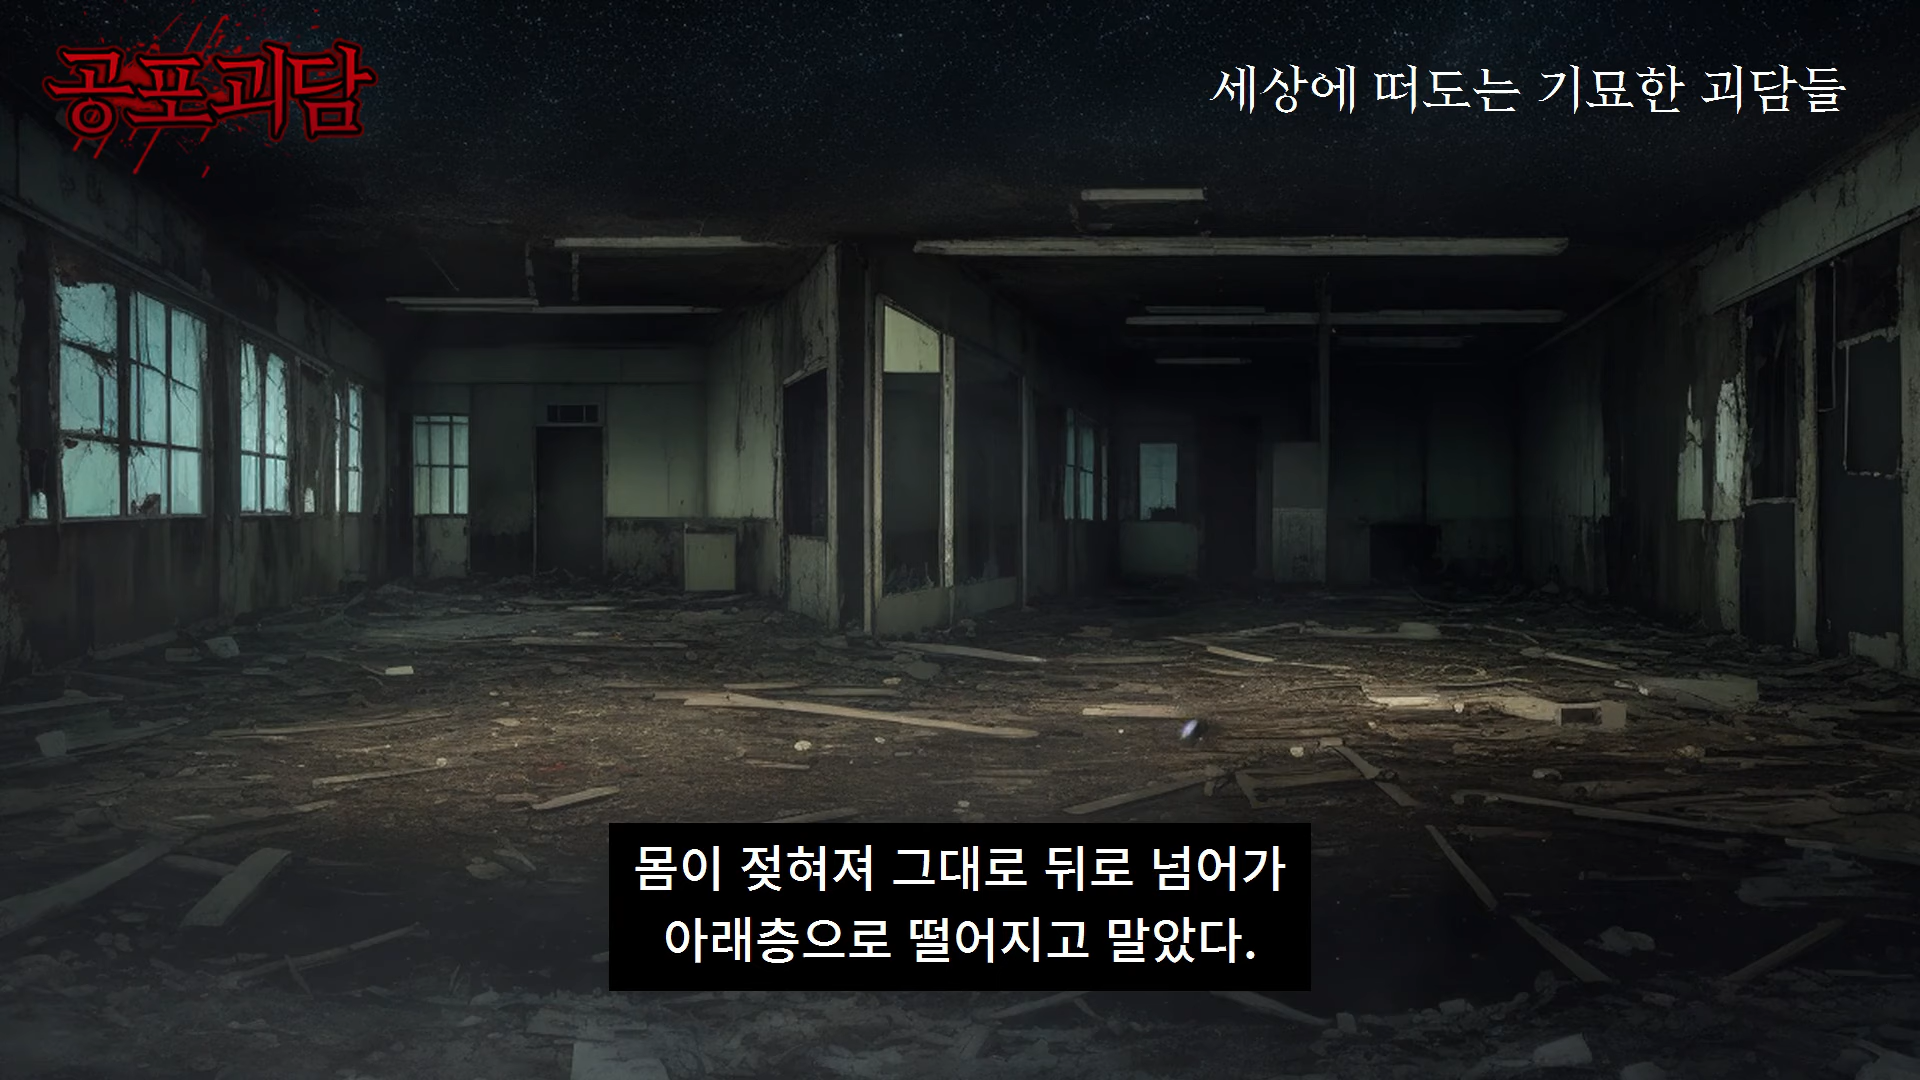 공포괴담
세상에 떠도는 기묘한 괴담들
몸이 젖혀져 그대로 뒤로 넘어가
아래층으로 떨어지고 말았다.